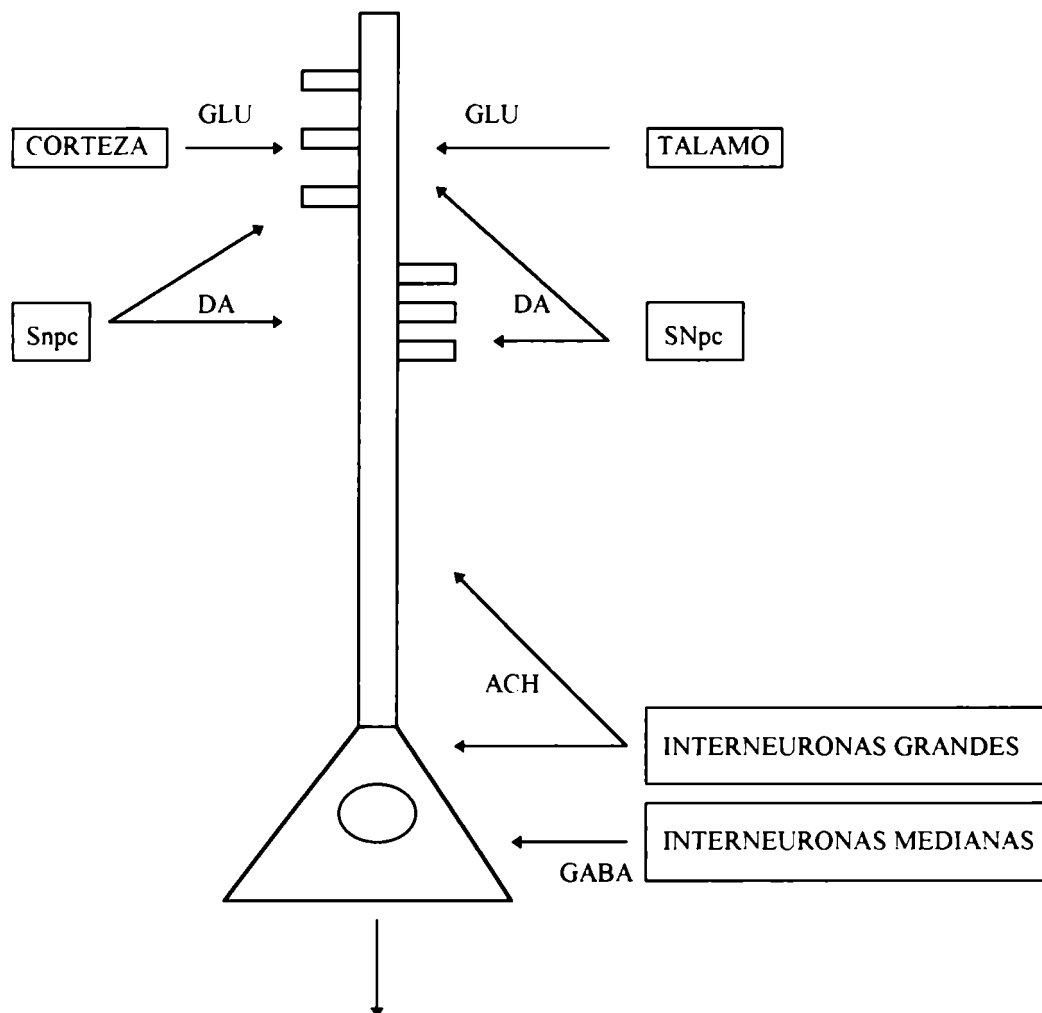 GLU
GLU
CORTEZA
TALAMO
DA
DA
Snpc
SNpc
ACH
INTERNEURONAS GRANDES
INTERNEURONAS MEDIANAS
GABA